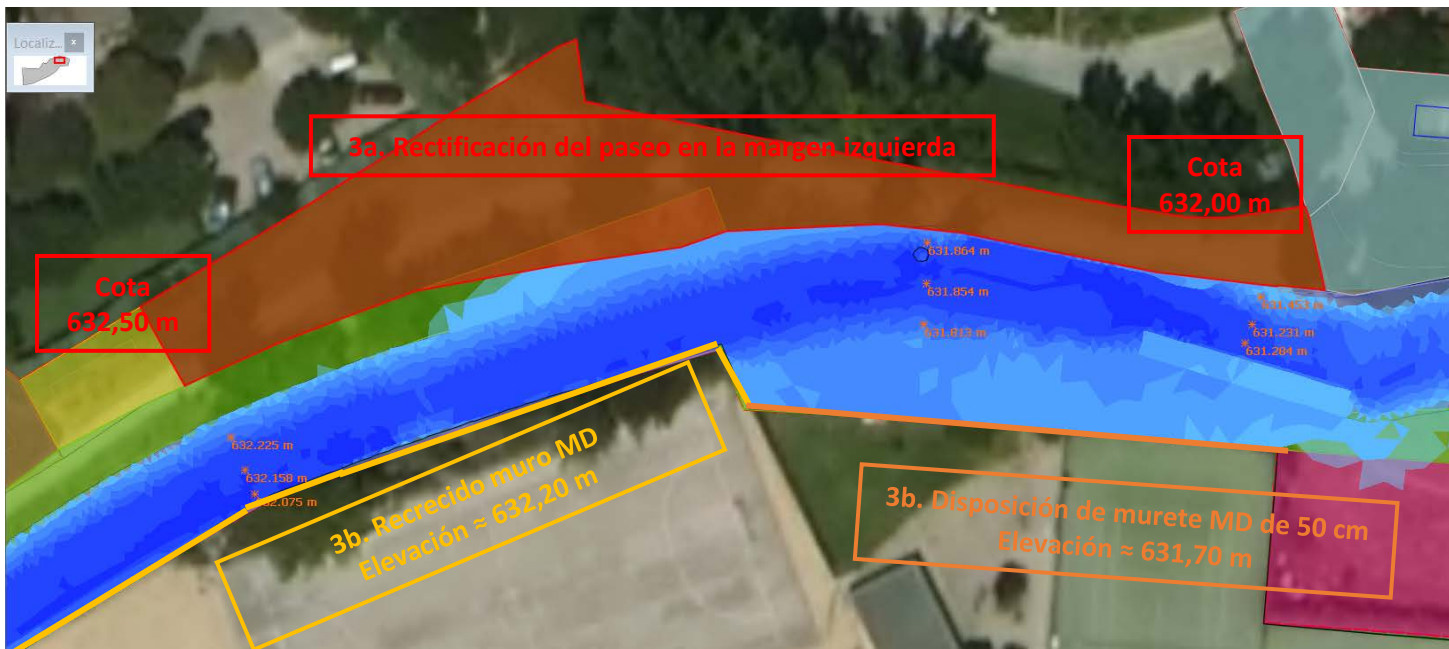 Localiz...
x
3a. Rectificación del paseo en la margen izquierda
Cota
632,00 m
Cota
632,50 m
631.864 m
631.854 m
631.813 m
631.453 m
631.231 m
631.284 m
632.225 m
632.158 m
632.075 m
3b. Recrecido muro MD
Elevación ≈ 632,20 m
3b. Disposición de murete MD de 50 cm
Elevación ≈ 631,70 m